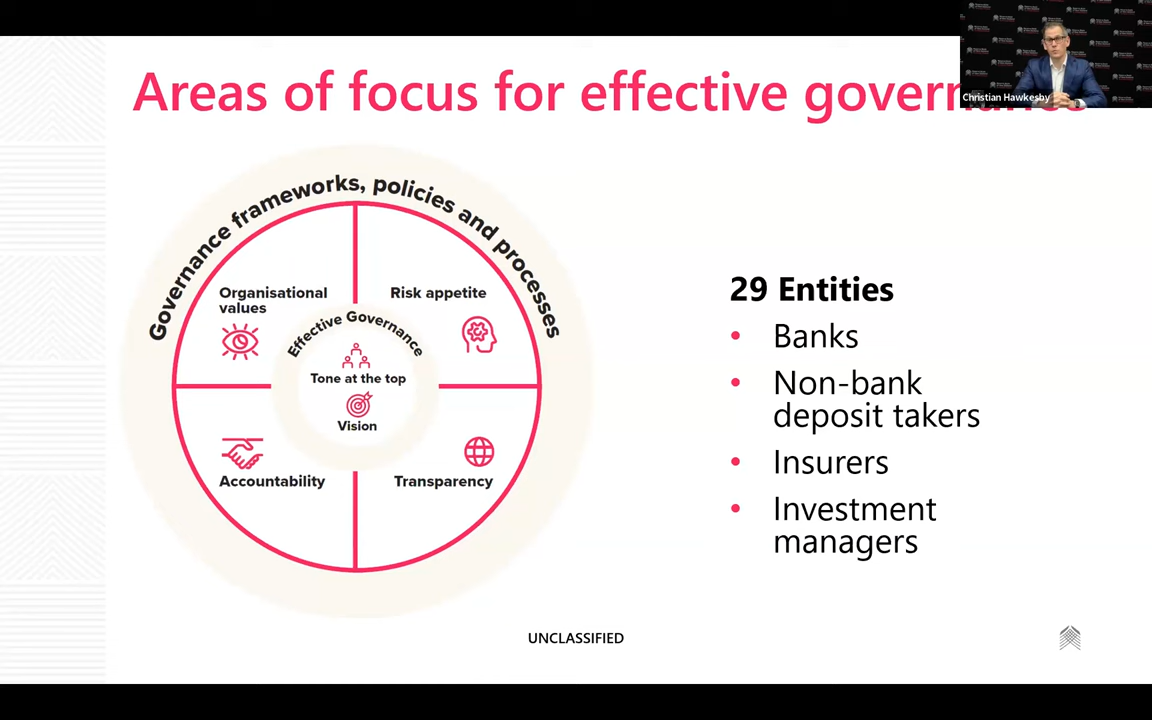 Areas of focus for effective governance
Christian Hawkesby
Governance frameworks, policies and processes
Organisational
values
Risk appetite
Effective Governance
Tone at the top
Vision
Accountability
Transparency
29 Entities
• Banks
• Non-bank
deposit takers
• Insurers
• Investment
managers
UNCLASSIFIED